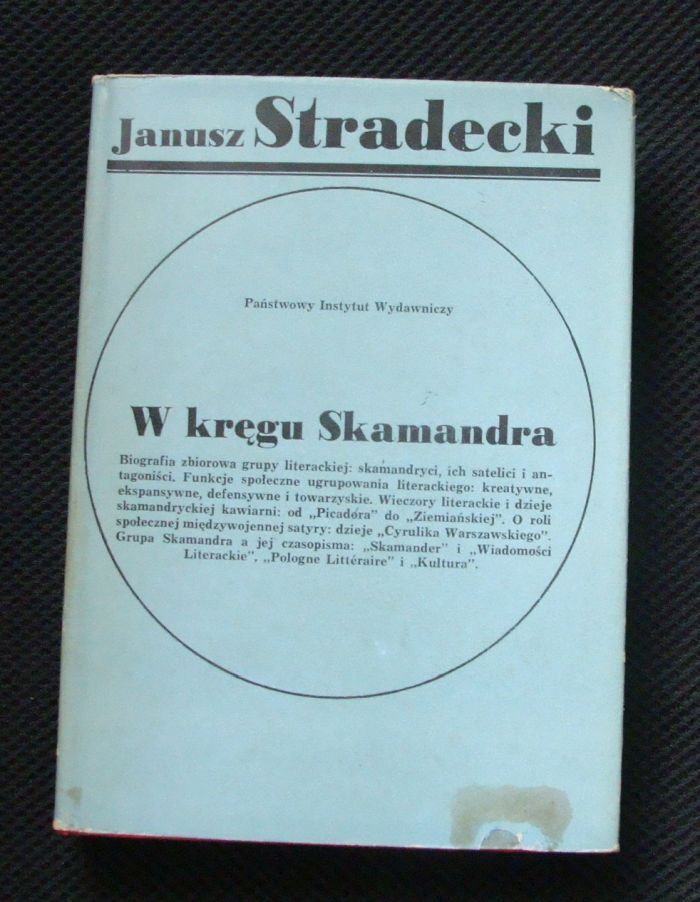 Janusz Stradecki
Państwowy Instytut Wydawniczy
W kręgu Skamandra
Biografia zbiorowa grupy literackiej: skamandryci, ich satelici i an-
tagoniści. Funkcje społeczne ugrupowania literackiego: kreatywne,
ekspansywne, defensywne i towarzyskie. Wieczory literackie i dzieje
skamandryckiej kawiarni: od „Picadora” do „Ziemiańskiej”. O roli
społecznej międzywojennej satyry: dzieje „Cyrulika Warszawskiego”.
Grupa Skamandra a jej czasopisma: „Skamander” i „Wiadomości
Literackie”, „Pologne Littéraire” i „Kultura”.